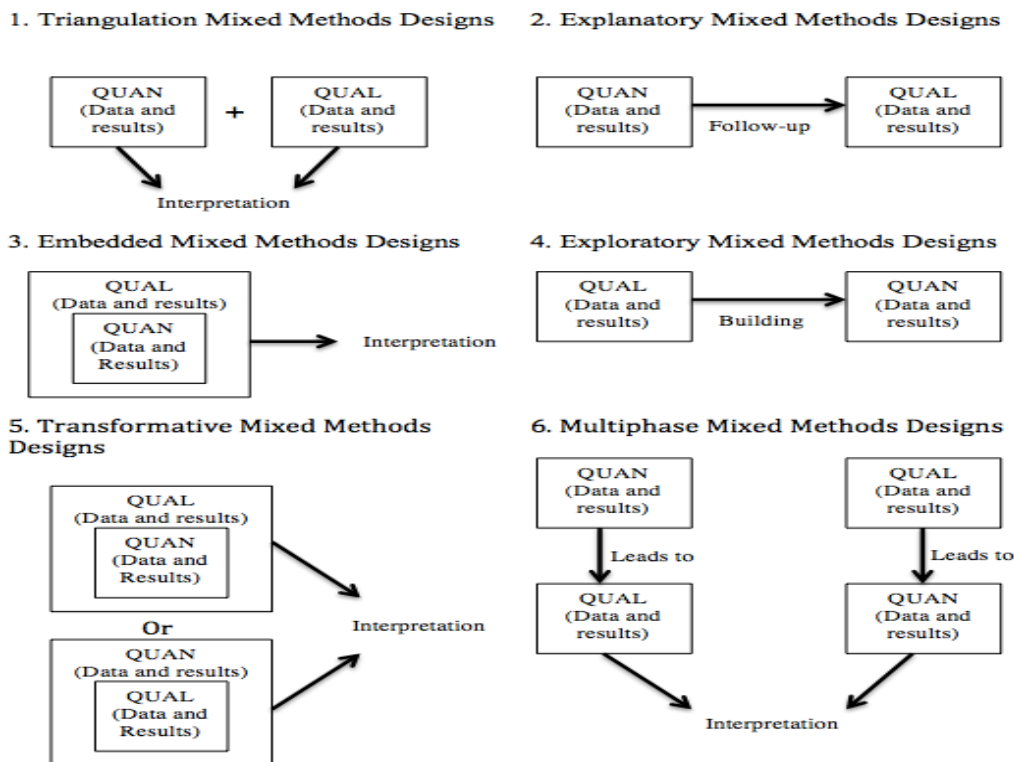 1. Triangulation Mixed Methods Designs
QUAN
(Data and
results)
+
QUAL
(Data and
results)
Interpretation
2. Explanatory Mixed Methods Designs
QUAN
(Data and
results)
Follow-up
QUAL
(Data and
results)
3. Embedded Mixed Methods Designs
QUAL
(Data and results)
QUAN
(Data and
Results)
Interpretation
4. Exploratory Mixed Methods Designs
QUAL
(Data and
results)
Building
QUAN
(Data and
results)
5. Transformative Mixed Methods
Designs
QUAL
(Data and results)
QUAN
(Data and
Results)
Or
QUAN
(Data and results)
QUAL
(Data and
Results)
Interpretation
6. Multiphase Mixed Methods Designs
QUAN
(Data and
results)
Leads to
QUAL
(Data and
results)
QUAL
(Data and
results)
Leads to
QUAN
(Data and
results)
Interpretation